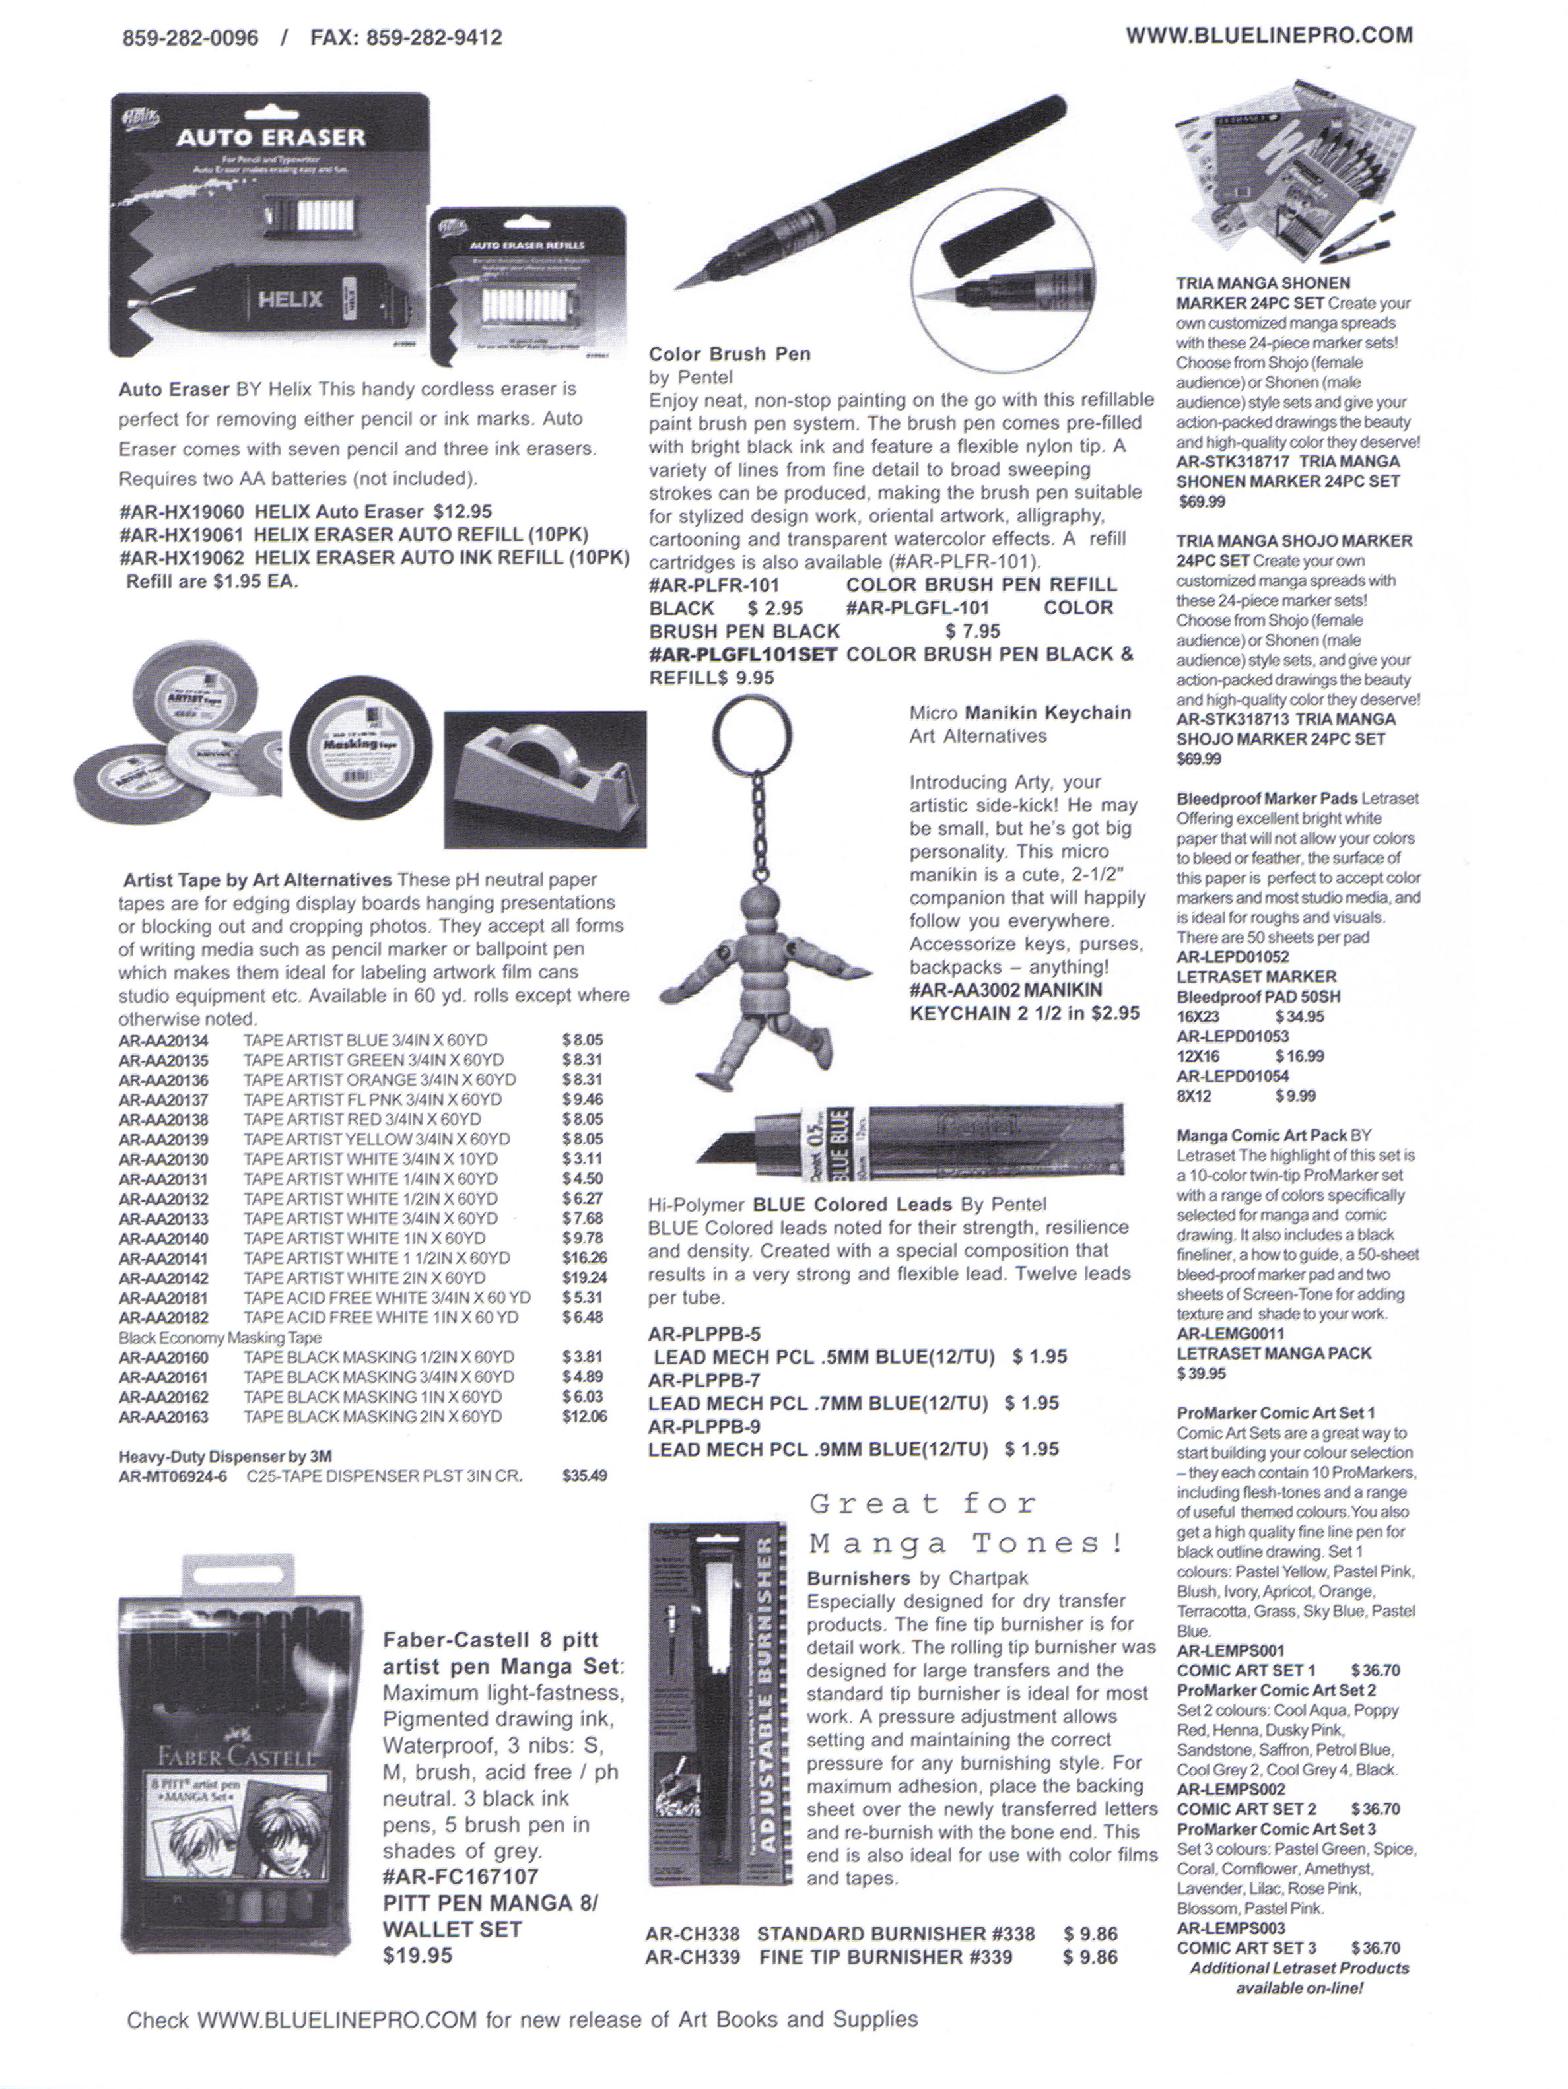 859-282-0096 / FAX: 859-282-9412
WWW.BLUELINEPRO.COM
Helix
AUTO ERASER
For Pencil and Typewriter
Auto Eraser makes erasing easy and fun.
HELIX
Helix
AUTO ERASER REFILLS
Auto Eraser BY Helix This handy cordless eraser is
perfect for removing either pencil or ink marks. Auto
Eraser comes with seven pencil and three ink erasers.
Requires two AA batteries (not included).
#AR-HX19060 HELIX Auto Eraser $12.95
#AR-HX19061 HELIX ERASER AUTO REFILL (10PK)
#AR-HX19062 HELIX ERASER AUTO INK REFILL (10PK)
Refill are $1.95 EA.
ARTIST Tape
Masking Tape
Artist Tape by Art Alternatives These pH neutral paper
tapes are for edging display boards hanging presentations
or blocking out and cropping photos. They accept all forms
of writing media such as pencil marker or ballpoint pen
which makes them ideal for labeling artwork film cans
studio equipment etc. Available in 60 yd. rolls except where
otherwise noted.
AR-AA20134 TAPE ARTIST BLUE 3/4IN X 60YD $8.05
AR-AA20135 TAPE ARTIST GREEN 3/4IN X 60YD $8.31
AR-AA20136 TAPE ARTIST ORANGE 3/4IN X 60YD $8.31
AR-AA20137 TAPE ARTIST FL PNK 3/4IN X 60YD $9.46
AR-AA20138 TAPE ARTIST RED 3/4IN X 60YD $8.05
AR-AA20139 TAPE ARTIST YELLOW 3/4IN X 60YD $8.05
AR-AA20130 TAPE ARTIST WHITE 3/4IN X 10YD $3.11
AR-AA20131 TAPE ARTIST WHITE 1/4IN X 60YD $4.50
AR-AA20132 TAPE ARTIST WHITE 1/2IN X 60YD $6.27
AR-AA20133 TAPE ARTIST WHITE 3/4IN X 60YD $7.68
AR-AA20140 TAPE ARTIST WHITE 1IN X 60YD $9.78
AR-AA20141 TAPE ARTIST WHITE 1 1/2IN X 60YD $16.26
AR-AA20142 TAPE ARTIST WHITE 2IN X 60YD $19.24
AR-AA20181 TAPE ACID FREE WHITE 3/4IN X 60 YD $5.31
AR-AA20182 TAPE ACID FREE WHITE 1IN X 60 YD $6.48
Black Economy Masking Tape
AR-AA20160 TAPE BLACK MASKING 1/2IN X 60YD $3.81
AR-AA20161 TAPE BLACK MASKING 3/4IN X 60YD $4.89
AR-AA20162 TAPE BLACK MASKING 1IN X 60YD $6.03
AR-AA20163 TAPE BLACK MASKING 2IN X 60YD $12.06
Heavy-Duty Dispenser by 3M
AR-MT06924-6 C25-TAPE DISPENSER PLST 3IN CR. $35.49
FABER-CASTELL
8 PITT artist pen
MANGA Set
Faber-Castell 8 pitt
artist pen Manga Set:
Maximum light-fastness,
Pigmented drawing ink,
Waterproof, 3 nibs: S,
M, brush, acid free / ph
neutral. 3 black ink
pens, 5 brush pen in
shades of grey.
#AR-FC167107
PITT PEN MANGA 8/
WALLET SET
$19.95
Color Brush Pen
by Pentel
Enjoy neat, non-stop painting on the go with this refillable
paint brush pen system. The brush pen comes pre-filled
with bright black ink and feature a flexible nylon tip. A
variety of lines from fine detail to broad sweeping
strokes can be produced, making the brush pen suitable
for stylized design work, oriental artwork, alligraphy,
cartooning and transparent watercolor effects. A refill
cartridges is also available (#AR-PLFR-101).
#AR-PLFR-101 COLOR BRUSH PEN REFILL
BLACK $ 2.95 #AR-PLGFL-101 COLOR
BRUSH PEN BLACK $ 7.95
#AR-PLGFL101SET COLOR BRUSH PEN BLACK &
REFILL$ 9.95
Micro Manikin Keychain
Art Alternatives
Introducing Arty, your
artistic side-kick! He may
be small, but he's got big
personality. This micro
manikin is a cute, 2-1/2"
companion that will happily
follow you everywhere.
Accessorize keys, purses,
backpacks – anything!
#AR-AA3002 MANIKIN
KEYCHAIN 2 1/2 in $2.95
Pentel 0.5
BLUE BLUE
12pcs
Hi-Polymer BLUE Colored Leads By Pentel
BLUE Colored leads noted for their strength, resilience
and density. Created with a special composition that
results in a very strong and flexible lead. Twelve leads
per tube.
AR-PLPPB-5
LEAD MECH PCL .5MM BLUE(12/TU) $ 1.95
AR-PLPPB-7
LEAD MECH PCL .7MM BLUE(12/TU) $ 1.95
AR-PLPPB-9
LEAD MECH PCL .9MM BLUE(12/TU) $ 1.95
Great for
Manga Tones!
ADJUSTABLE BURNISHER
Burnishers by Chartpak
Especially designed for dry transfer
products. The fine tip burnisher is for
detail work. The rolling tip burnisher was
designed for large transfers and the
standard tip burnisher is ideal for most
work. A pressure adjustment allows
setting and maintaining the correct
pressure for any burnishing style. For
maximum adhesion, place the backing
sheet over the newly transferred letters
and re-burnish with the bone end. This
end is also ideal for use with color films
and tapes.
AR-CH338 STANDARD BURNISHER #338 $ 9.86
AR-CH339 FINE TIP BURNISHER #339 $ 9.86
TRIA MANGA SHONEN
MARKER 24PC SET Create your
own customized manga spreads
with these 24-piece marker sets!
Choose from Shojo (female
audience) or Shonen (male
audience) style sets and give your
action-packed drawings the beauty
and high-quality color they deserve!
AR-STK318717 TRIA MANGA
SHONEN MARKER 24PC SET
$69.99
TRIA MANGA SHOJO MARKER
24PC SET Create your own
customized manga spreads with
these 24-piece marker sets!
Choose from Shojo (female
audience) or Shonen (male
audience) style sets, and give your
action-packed drawings the beauty
and high-quality color they deserve!
AR-STK318713 TRIA MANGA
SHOJO MARKER 24PC SET
$69.99
Bleedproof Marker Pads Letraset
Offering excellent bright white
paper that will not allow your colors
to bleed or feather, the surface of
this paper is perfect to accept color
markers and most studio media, and
is ideal for roughs and visuals.
There are 50 sheets per pad
AR-LEPD01052
LETRASET MARKER
Bleedproof PAD 50SH
16X23 $34.95
AR-LEPD01053
12X16 $16.99
AR-LEPD01054
8X12 $9.99
Manga Comic Art Pack BY
Letraset The highlight of this set is
a 10-color twin-tip ProMarker set
with a range of colors specifically
selected for manga and comic
drawing. It also includes a black
fineliner, a how to guide, a 50-sheet
bleed-proof marker pad and two
sheets of Screen-Tone for adding
texture and shade to your work.
AR-LEMG0011
LETRASET MANGA PACK
$39.95
ProMarker Comic Art Set 1
Comic Art Sets are a great way to
start building your colour selection
– they each contain 10 ProMarkers,
including flesh-tones and a range
of useful themed colours. You also
get a high quality fine line pen for
black outline drawing. Set 1
colours: Pastel Yellow, Pastel Pink,
Blush, Ivory, Apricot, Orange,
Terracotta, Grass, Sky Blue, Pastel
Blue.
AR-LEMPS001
COMIC ART SET 1 $36.70
ProMarker Comic Art Set 2
Set 2 colours: Cool Aqua, Poppy
Red, Henna, Dusky Pink,
Sandstone, Saffron, Petrol Blue,
Cool Grey 2, Cool Grey 4, Black.
AR-LEMPS002
COMIC ART SET 2 $36.70
ProMarker Comic Art Set 3
Set 3 colours: Pastel Green, Spice,
Coral, Cornflower, Amethyst,
Lavender, Lilac, Rose Pink,
Blossom, Pastel Pink.
AR-LEMPS003
COMIC ART SET 3 $36.70
Additional Letraset Products
available on-line!
Check WWW.BLUELINEPRO.COM for new release of Art Books and Supplies